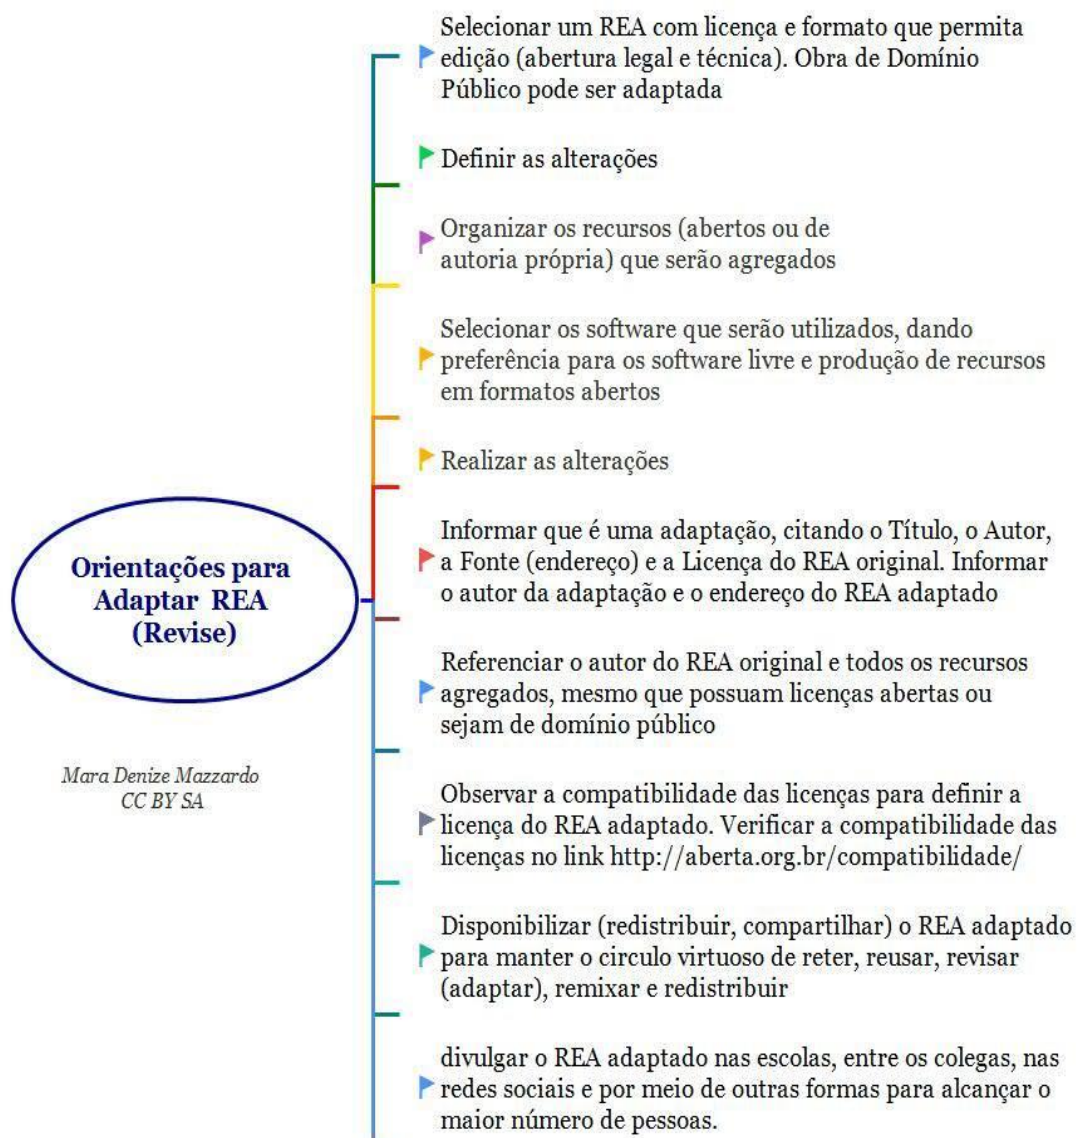 Selecionar um REA com licença e formato que permita
edição (abertura legal e técnica). Obra de Domínio
Público pode ser adaptada
Definir as alterações
Organizar os recursos (abertos ou de
autoria própria) que serão agregados
Selecionar os software que serão utilizados, dando
preferência para os software livre e produção de recursos
em formatos abertos
Realizar as alterações
Orientações para
Adaptar REA
(Revise)
Mara Denize Mazzardo
CC BY SA
Informar que é uma adaptação, citando o Título, o Autor,
a Fonte (endereço) e a Licença do REA original. Informar
o autor da adaptação e o endereço do REA adaptado
Referenciar o autor do REA original e todos os recursos
agregados, mesmo que possuam licenças abertas ou
sejam de domínio público
Observar a compatibilidade das licenças para definir a
licença do REA adaptado. Verificar a compatibilidade das
licenças no link http://aberta.org.br/compatibilidade/
Disponibilizar (redistribuir, compartilhar) o REA adaptado
para manter o circulo virtuoso de reter, reusar, revisar
(adaptar), remixar e redistribuir
divulgar o REA adaptado nas escolas, entre os colegas, nas
redes sociais e por meio de outras formas para alcançar o
maior número de pessoas.